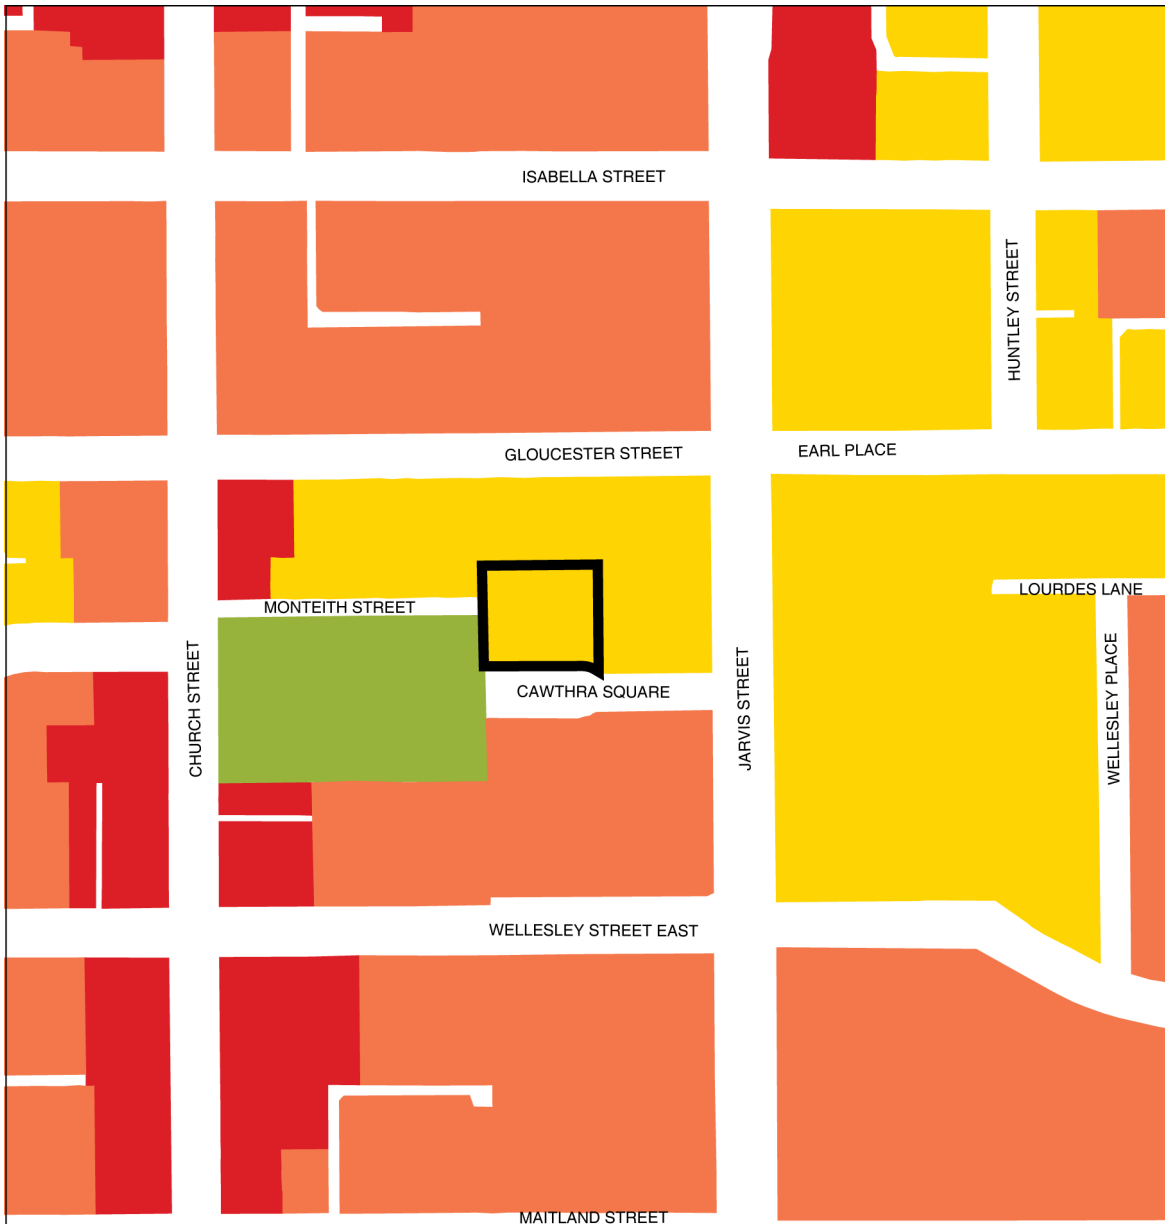 ISABELLA STREET
HUNTLEY STREET
GLOUCESTER STREET
EARL PLACE
LOURDES LANE
MONTEITH STREET
CHURCH STREET
CAWTHRA SQUARE
JARVIS STREET
WELLESLEY PLACE
WELLESLEY STREET EAST
MAITLAND STREET